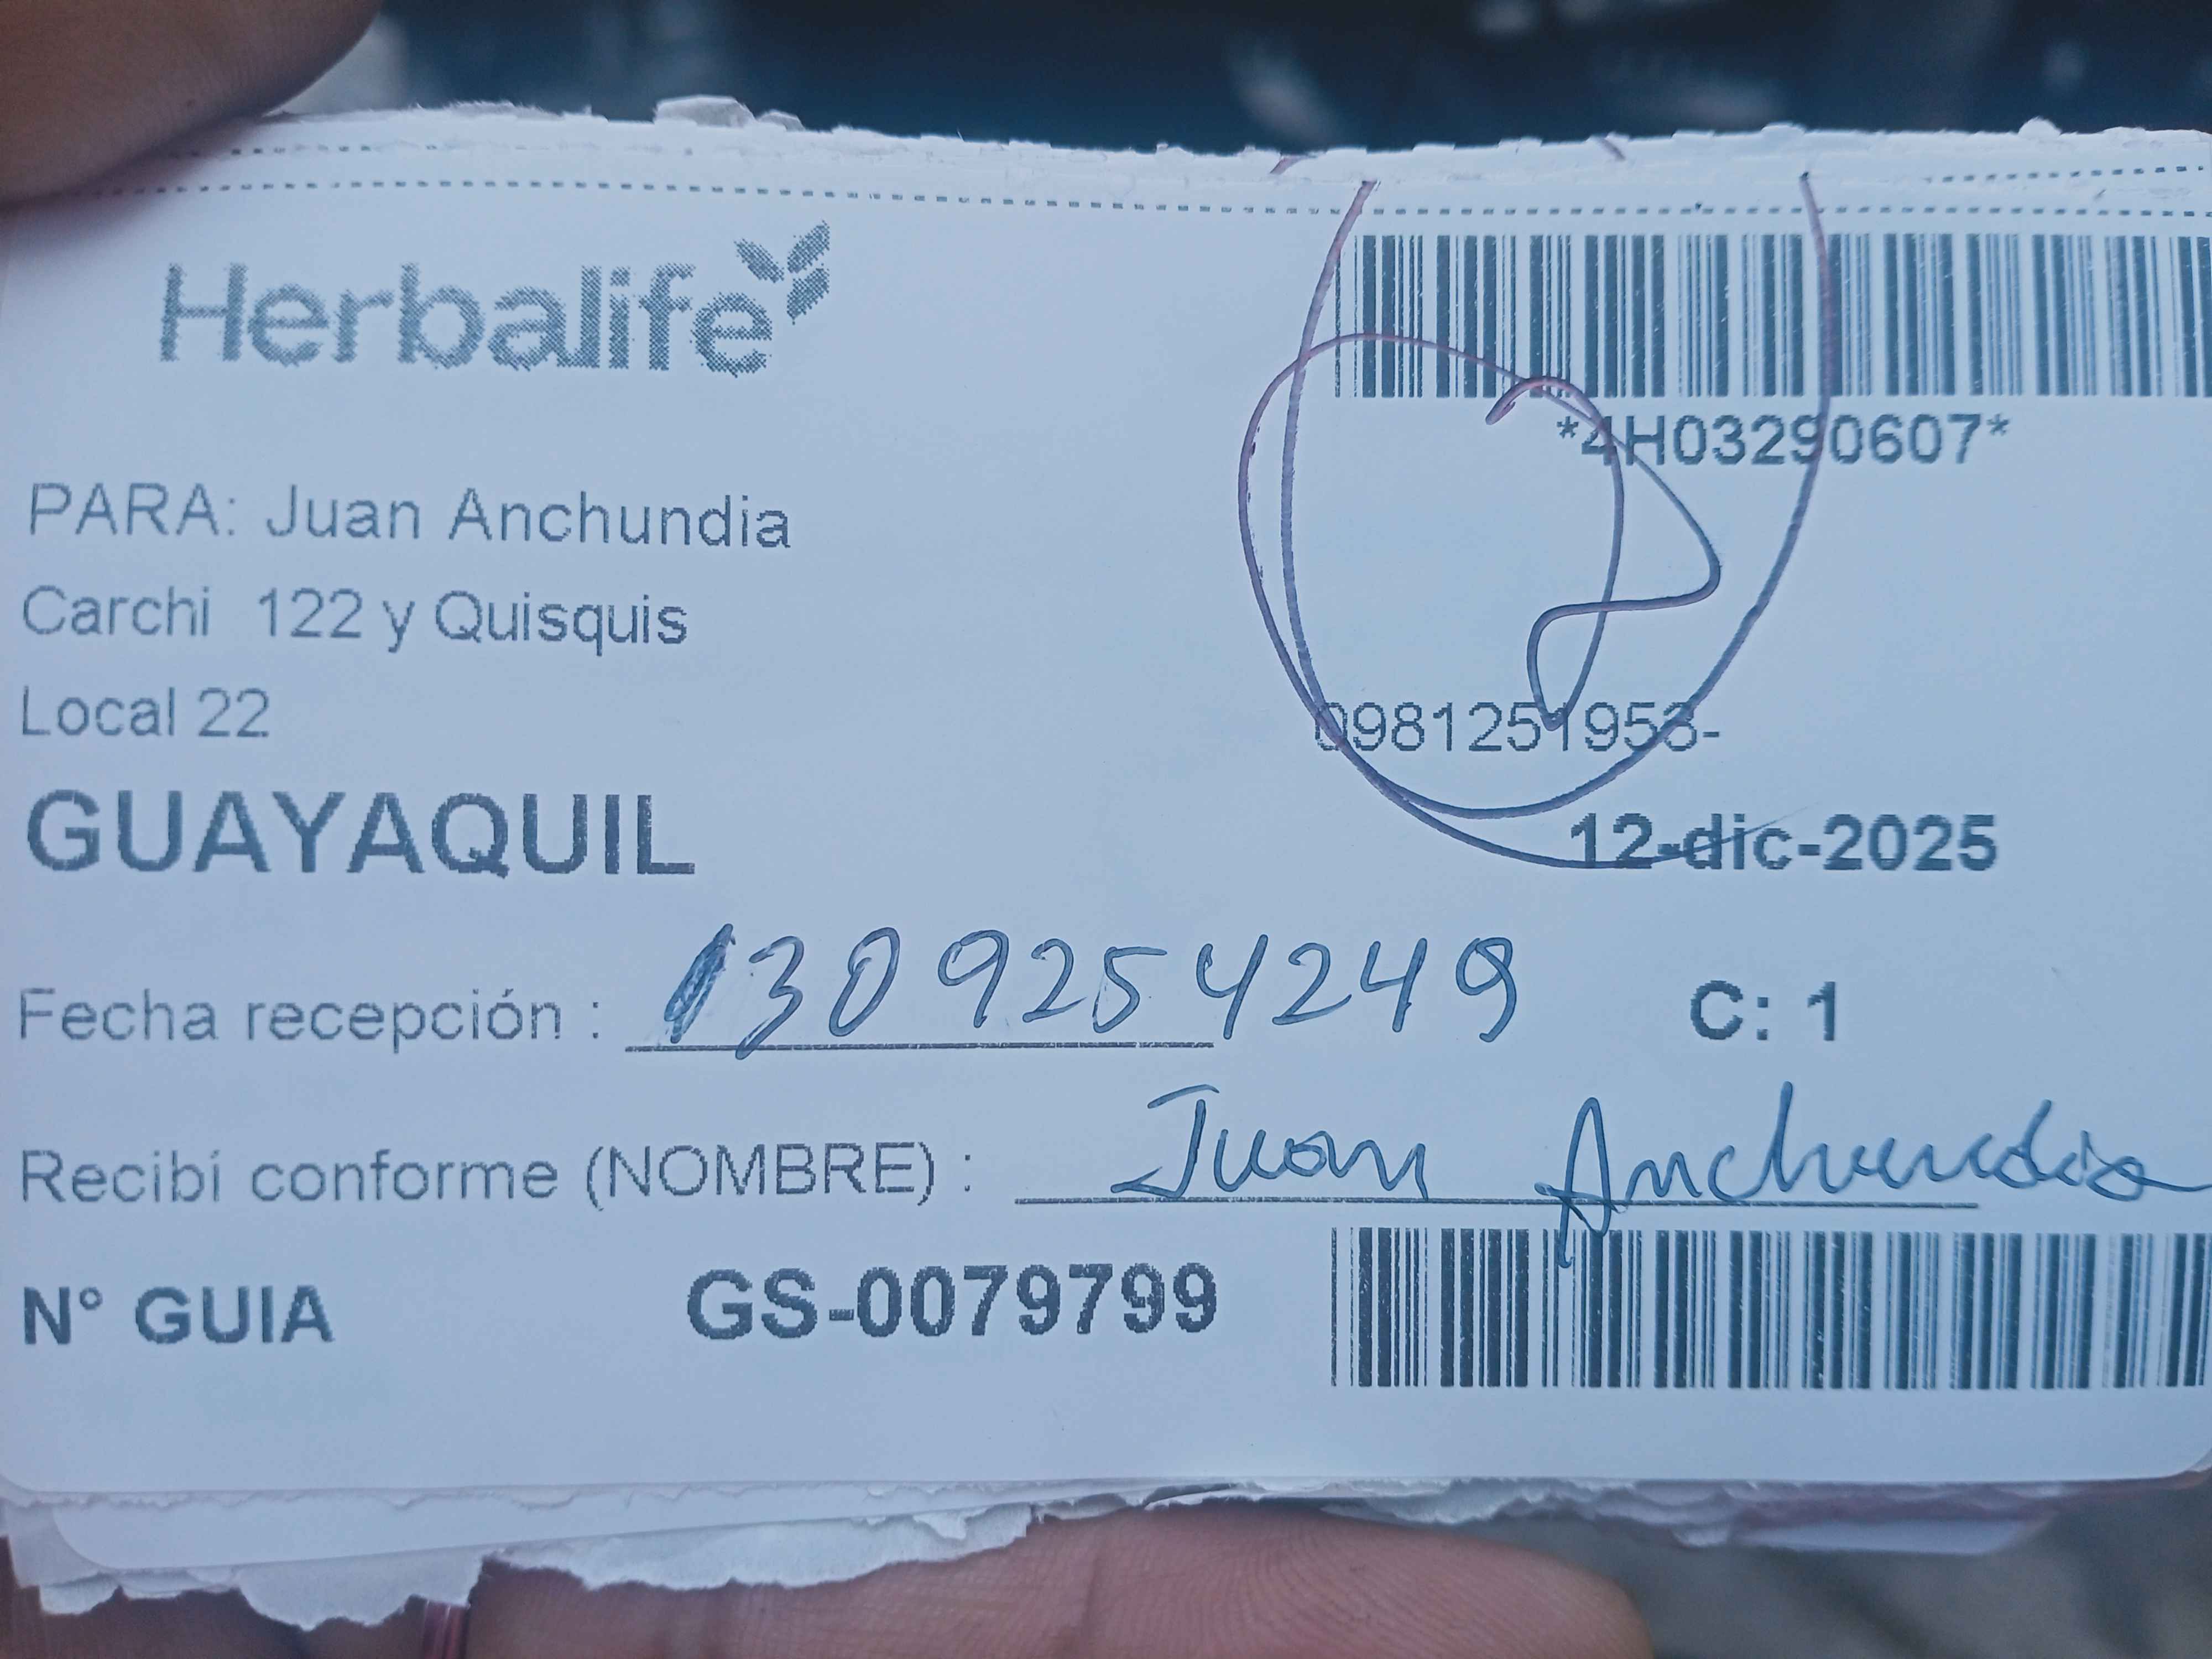 Herbalife
*4H03290607*
PARA: Juan Anchundia
Carchi 122 y Quisquis
Local 22
0981251953-
GUAYAQUIL
12-dic-2025
Fecha recepción : 1309254249
C: 1
Recibí conforme (NOMBRE) : Juan Anchundia
N° GUIA GS-0079799